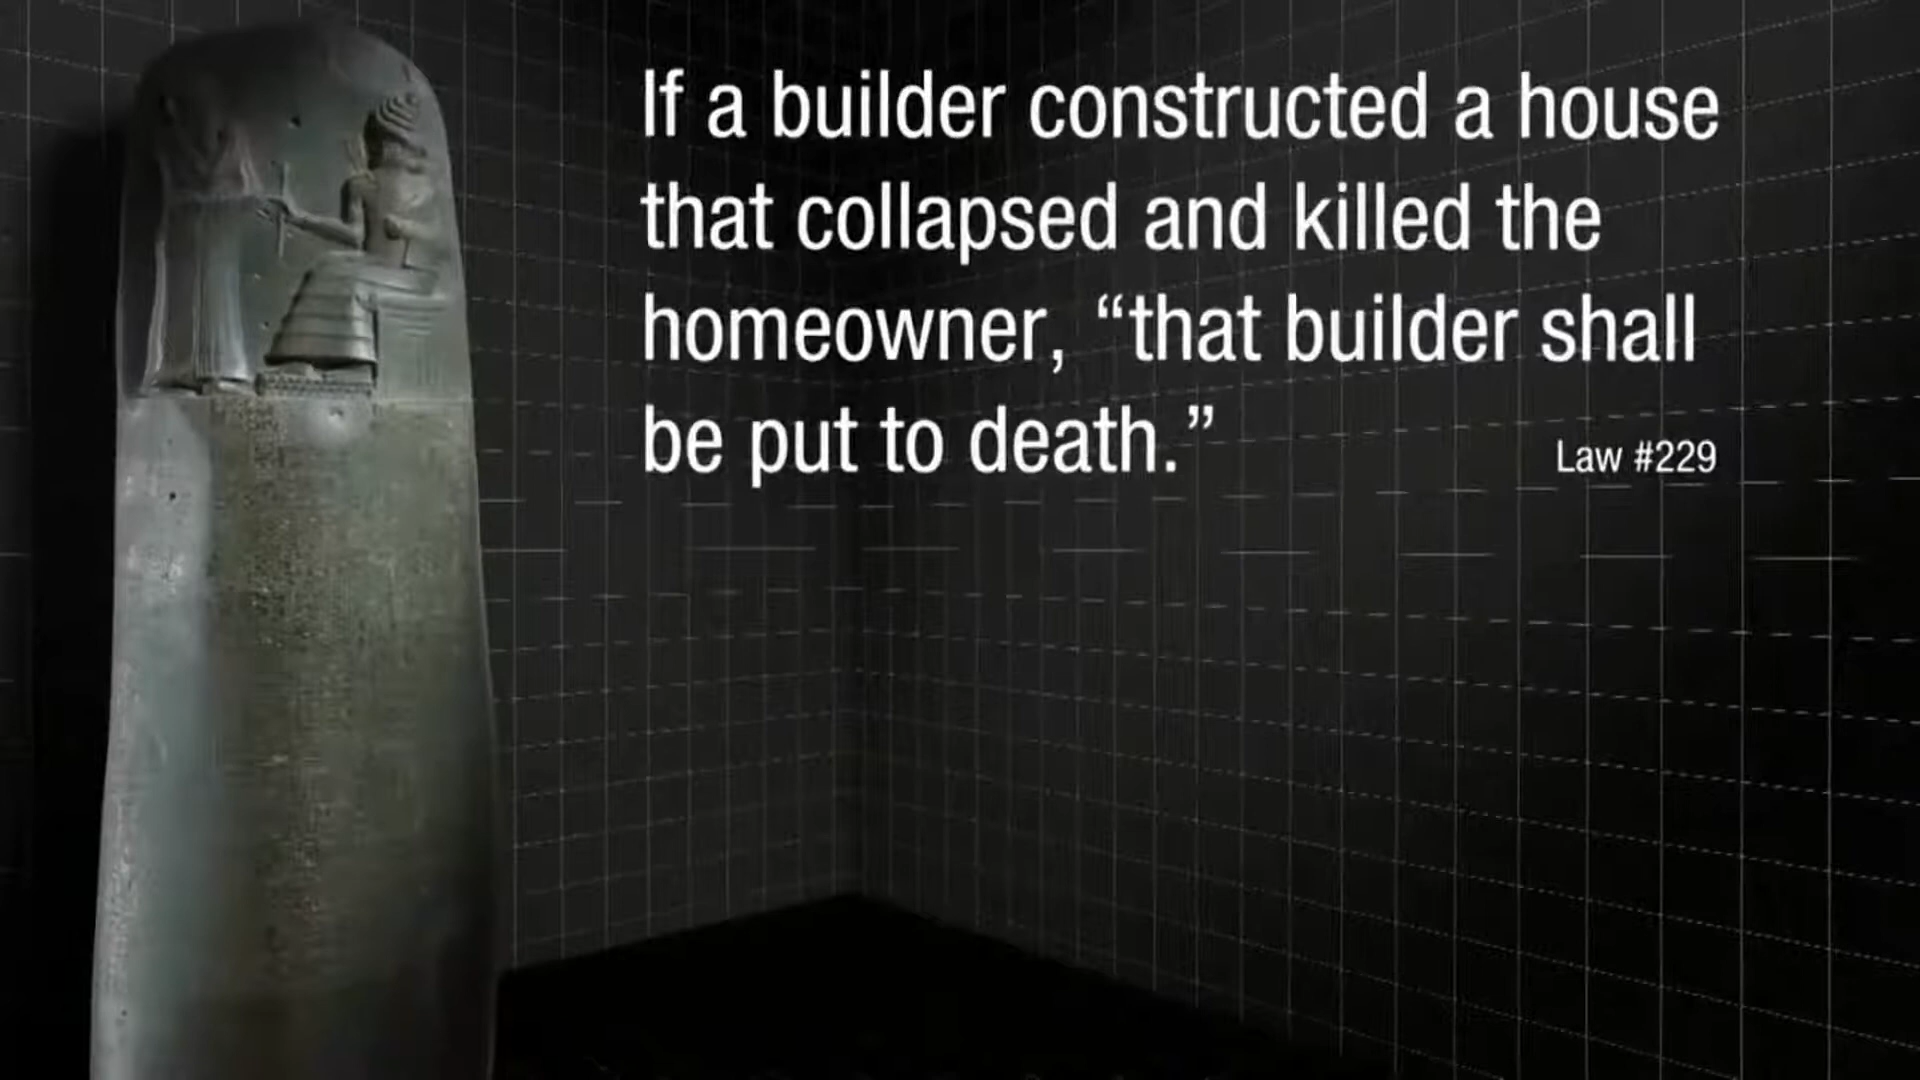 If a builder constructed a house
that collapsed and killed the
homeowner, “that builder shall
be put to death.”
Law #229